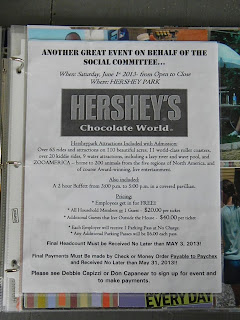 ANOTHER GREAT EVENT ON BEHALF OF THE
SOCIAL COMMITTEE...
When: Saturday, June 1st 2013- from Open to Close
Where: HERSHEY PARK
HERSHEY'S
Chocolate World®
Hersheypark Attractions Included with Admission:
Over 65 rides and attractions on 110 beautiful acres, 11 world-class roller coasters,
over 20 kiddie rides, 9 water attractions, including a lazy river and wave pool, and
ZOOAMERICA - home to 200 animals from the five regions of North America, and
of course Award-winning, live entertainment.
Also included:
A 2 hour Buffet from 3:00 p.m. to 5:00 p.m. in a covered pavilion.
Pricing:
* Employees get in for FREE!
* All Household Members @ 1 Guest - $20.00 per ticket
* Additional Guests that live Outside the House - $40.00 per ticket
* Each Employee will receive 1 Parking Pass at No Charge
* Any Additional Parking Passes will be $6.00 each pass
Final Headcount Must be Received No Later than MAY 3, 2013!
Final Payments Must Be made by Check or Money Order Payable to Paychex
and Received No Later than May 31, 2013!!
Please see Debbie Capizzi or Don Capanear to sign up for event and
to make payments.
EVERY DAY